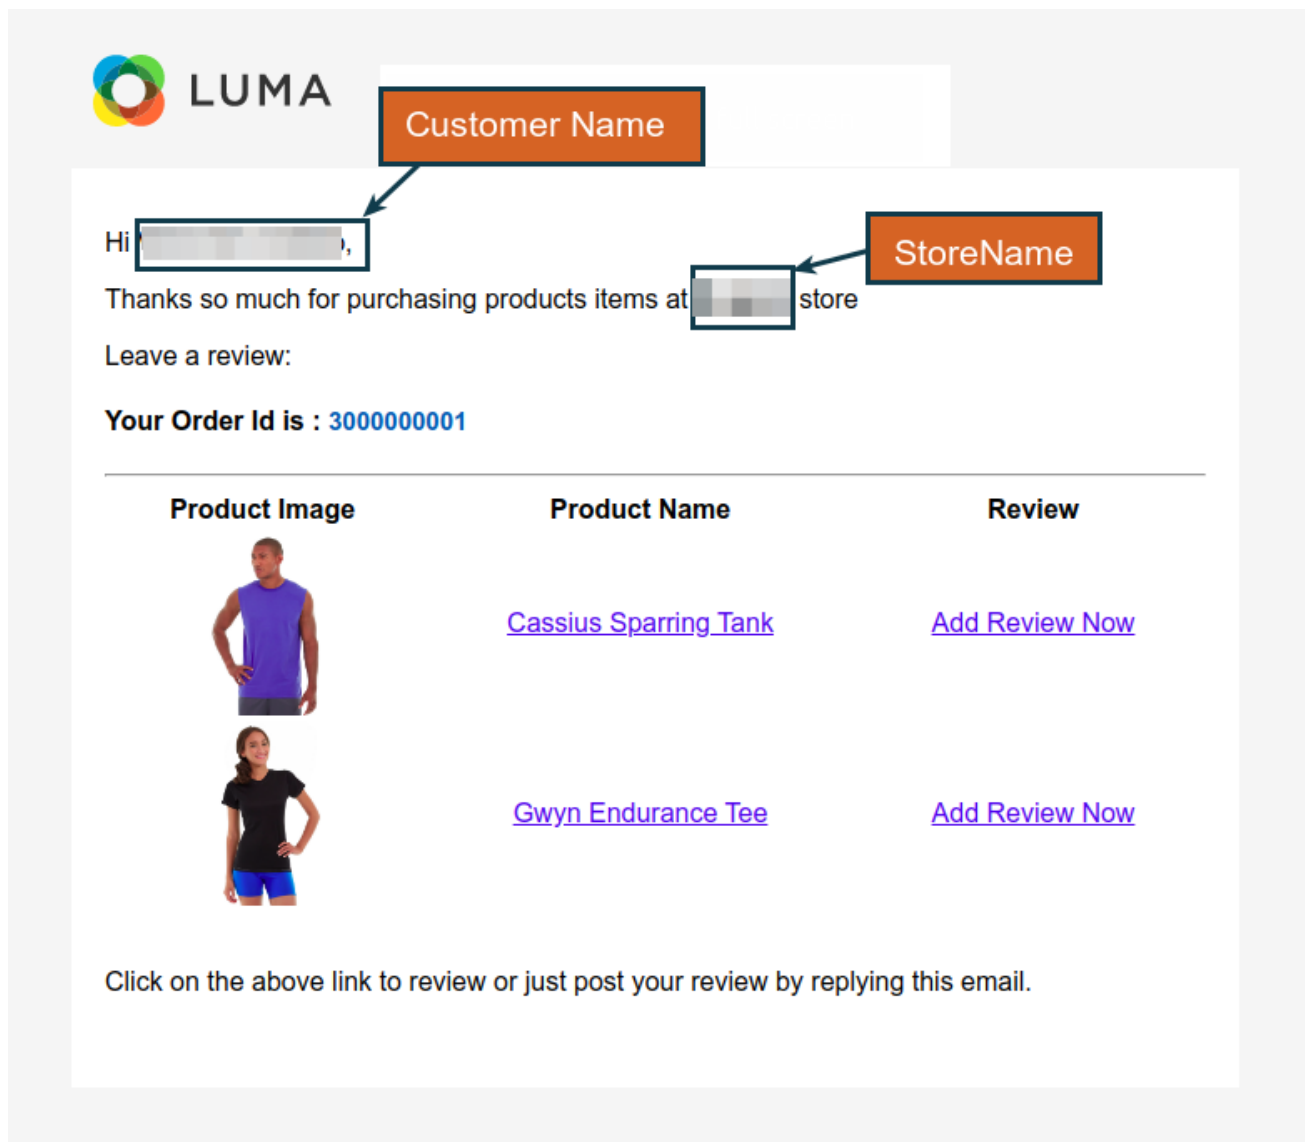 LUMA
Customer Name
Hi ,
StoreName
Thanks so much for purchasing products items at store
Leave a review:
Your Order Id is : 3000000001
Product Image Product Name Review
Cassius Sparring Tank Add Review Now
Gwyn Endurance Tee Add Review Now
Click on the above link to review or just post your review by replying this email.